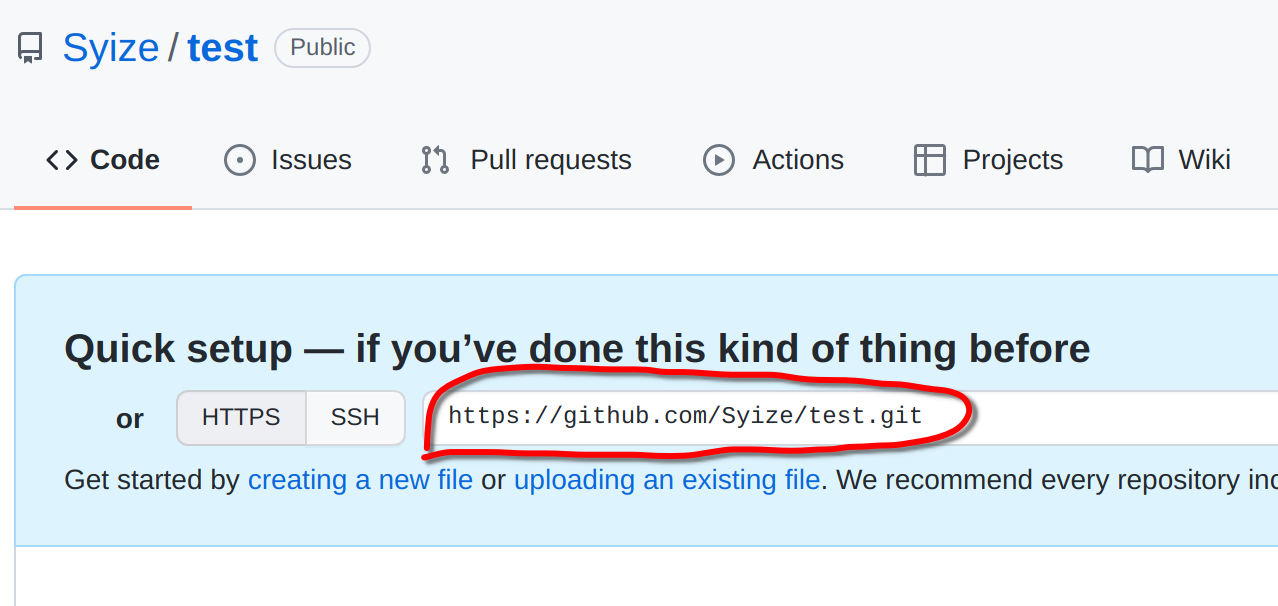 Syize / test Public
Code Issues Pull requests Actions Projects Wiki
Quick setup — if you’ve done this kind of thing before
or HTTPS SSH https://github.com/Syize/test.git
Get started by creating a new file or uploading an existing file. We recommend every repository